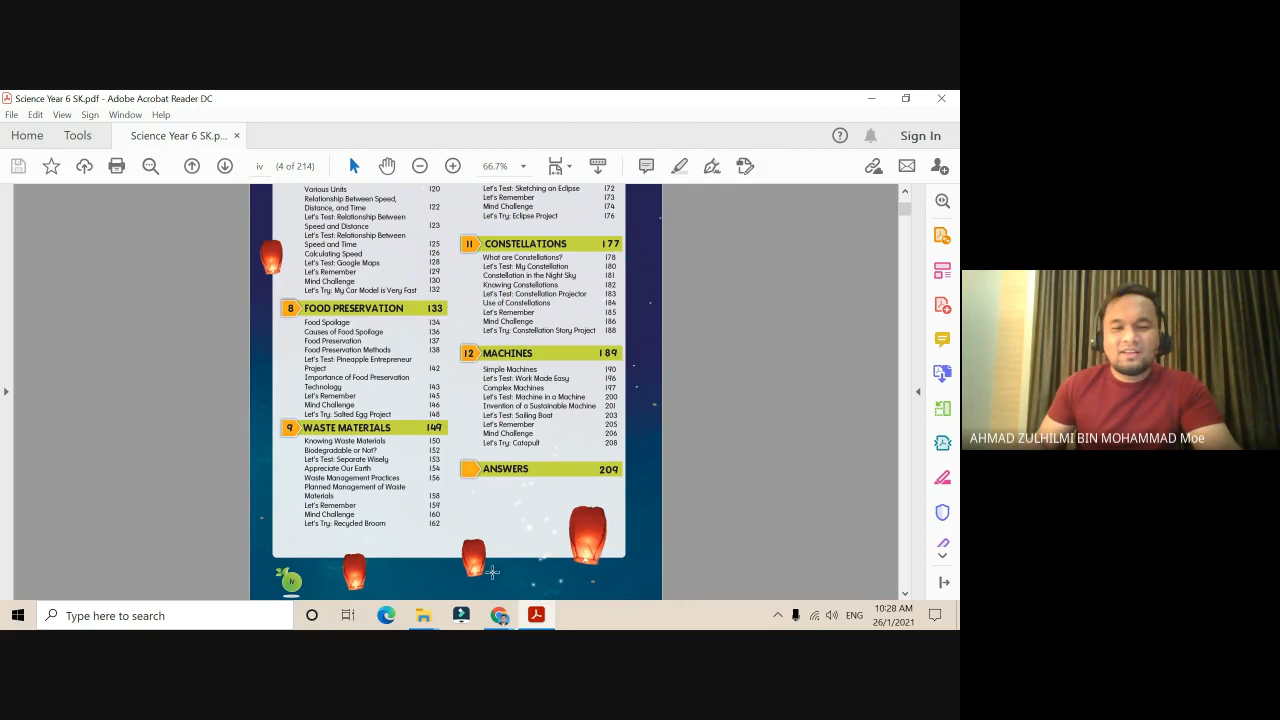 Science Year 6 SK.pdf - Adobe Acrobat Reader DC
File Edit View Sign Window Help
Home Tools Science Year 6 SK.p... × Sign In
iv (4 of 214) 66.7%
Various Units 120
Relationship Between Speed,
Distance, and Time 122
Let's Test: Relationship Between
Speed and Distance 123
Let's Test: Relationship Between
Speed and Time 125
Calculating Speed 126
Let's Test: Google Maps 128
Let's Remember 129
Mind Challenge 130
Let's Try: My Car Model is Very Fast 132
8 FOOD PRESERVATION 133
Food Spoilage 134
Causes of Food Spoilage 136
Food Preservation 137
Food Preservation Methods 138
Let's Test: Pineapple Entrepreneur
Project 142
Importance of Food Preservation
Technology 143
Let's Remember 145
Mind Challenge 146
Let's Try: Salted Egg Project 148
9 WASTE MATERIALS 149
Knowing Waste Materials 150
Biodegradable or Not? 152
Let's Test: Separate Wisely 153
Appreciate Our Earth 154
Waste Management Practices 156
Planned Management of Waste
Materials 158
Let's Remember 159
Mind Challenge 160
Let's Try: Recycled Broom 162
Let's Test: Sketching an Eclipse 172
Let's Remember 173
Mind Challenge 174
Let's Try: Eclipse Project 176
11 CONSTELLATIONS 177
What are Constellations? 178
Let's Test: My Constellation 180
Constellation in the Night Sky 181
Knowing Constellations 182
Let's Test: Constellation Projector 183
Use of Constellations 184
Let's Remember 185
Mind Challenge 186
Let's Try: Constellation Story Project 188
12 MACHINES 189
Simple Machines 190
Let's Test: Work Made Easy 196
Complex Machines 197
Let's Test: Machine in a Machine 200
Invention of a Sustainable Machine 201
Let's Test: Sailing Boat 203
Let's Remember 205
Mind Challenge 206
Let's Try: Catapult 208
ANSWERS 209
iv
AHMAD ZULHILMI BIN MOHAMMAD Moe
Type here to search
ENG
10:28 AM
26/1/2021